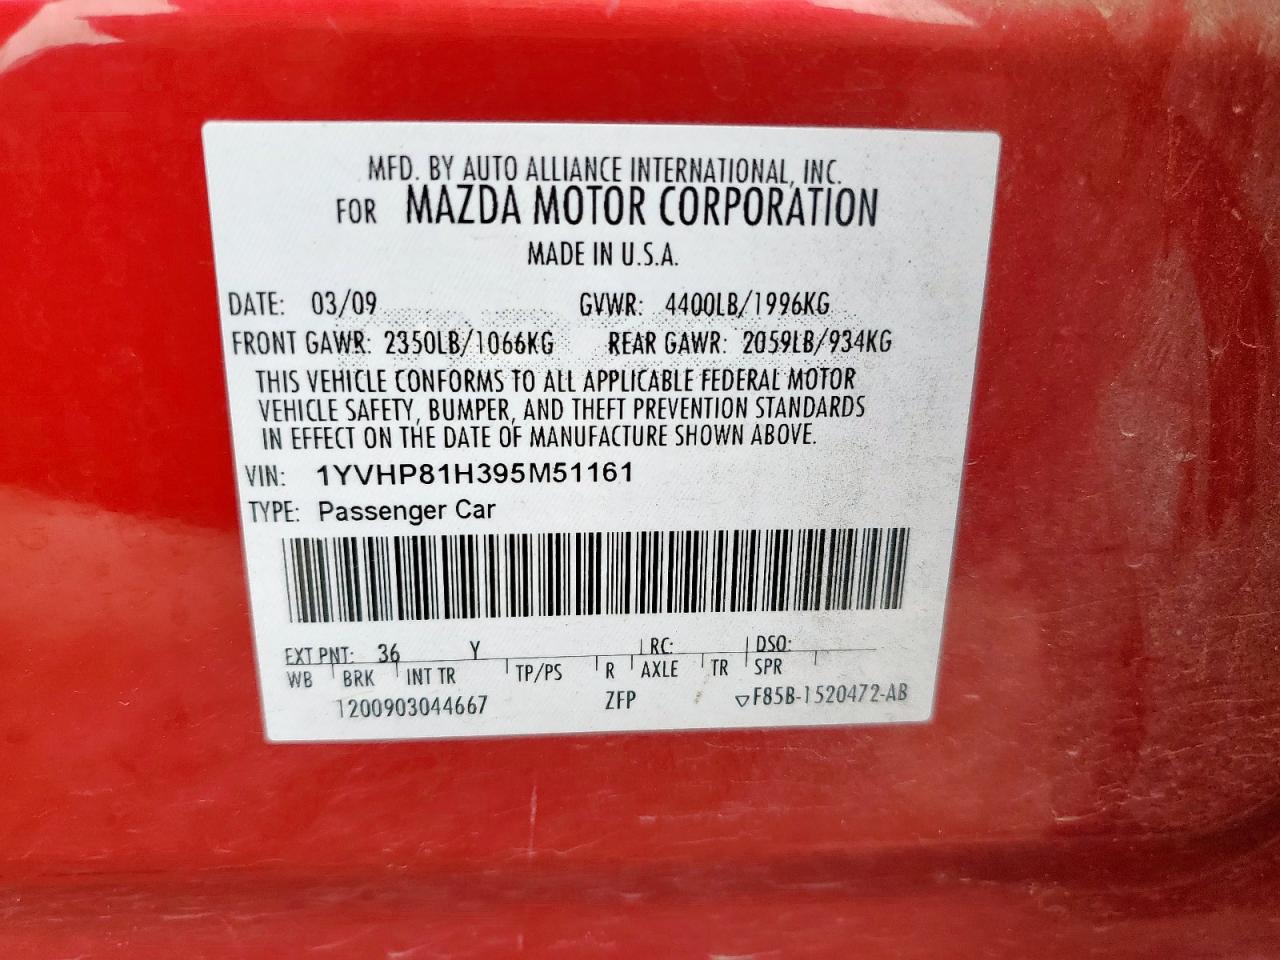 MFD. BY AUTO ALLIANCE INTERNATIONAL, INC.
FOR MAZDA MOTOR CORPORATION
MADE IN U.S.A.
DATE: 03/09 GVWR: 4400LB/1996KG
FRONT GAWR: 2350LB/1066KG REAR GAWR: 2059LB/934KG
THIS VEHICLE CONFORMS TO ALL APPLICABLE FEDERAL MOTOR
VEHICLE SAFETY, BUMPER, AND THEFT PREVENTION STANDARDS
IN EFFECT ON THE DATE OF MANUFACTURE SHOWN ABOVE.
VIN: 1YVHP81H395M51161
TYPE: Passenger Car
EXT PNT: 36 Y RC: DSO:
WB BRK INT TR TP/PS R AXLE TR SPR
1200903044667 ZFP ▽F85B-1520472-AB